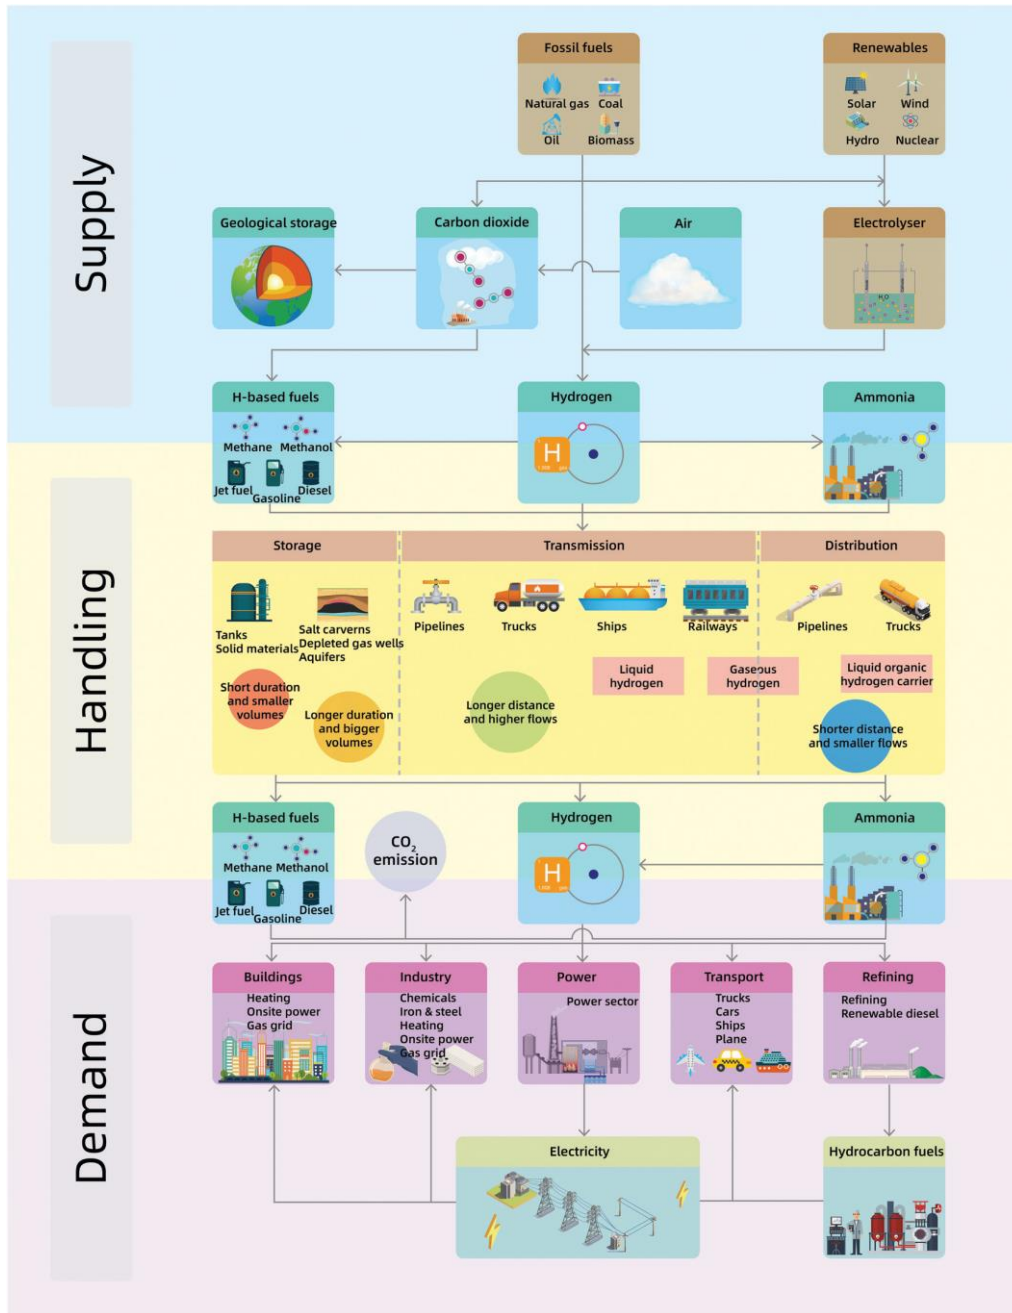 Supply
Fossil fuels
Natural gas
Coal
Oil
Biomass
Renewables
Solar
Wind
Hydro
Nuclear
Geological storage
Carbon dioxide
Air
Electrolyser
H₂O
H-based fuels
Methane
Methanol
Jet fuel
Gasoline
Diesel
Hydrogen
H
Ammonia
Handling
Storage
Transmission
Distribution
Tanks
Solid materials
Salt carverns
Depleted gas wells
Aquifers
Pipelines
Trucks
Ships
Railways
Pipelines
Trucks
Short duration
and smaller
volumes
Longer duration
and bigger
volumes
Longer distance
and higher flows
Liquid
hydrogen
Gaseous
hydrogen
Liquid organic
hydrogen carrier
Shorter distance
and smaller flows
H-based fuels
Methane
Methanol
Jet fuel
Gasoline
Diesel
CO₂
emission
Hydrogen
H
Ammonia
Demand
Buildings
Heating
Onsite power
Gas grid
Industry
Chemicals
Iron & steel
Heating
Onsite power
Gas grid
Power
Power sector
Transport
Trucks
Cars
Ships
Plane
Refining
Refining
Renewable diesel
Electricity
Hydrocarbon fuels